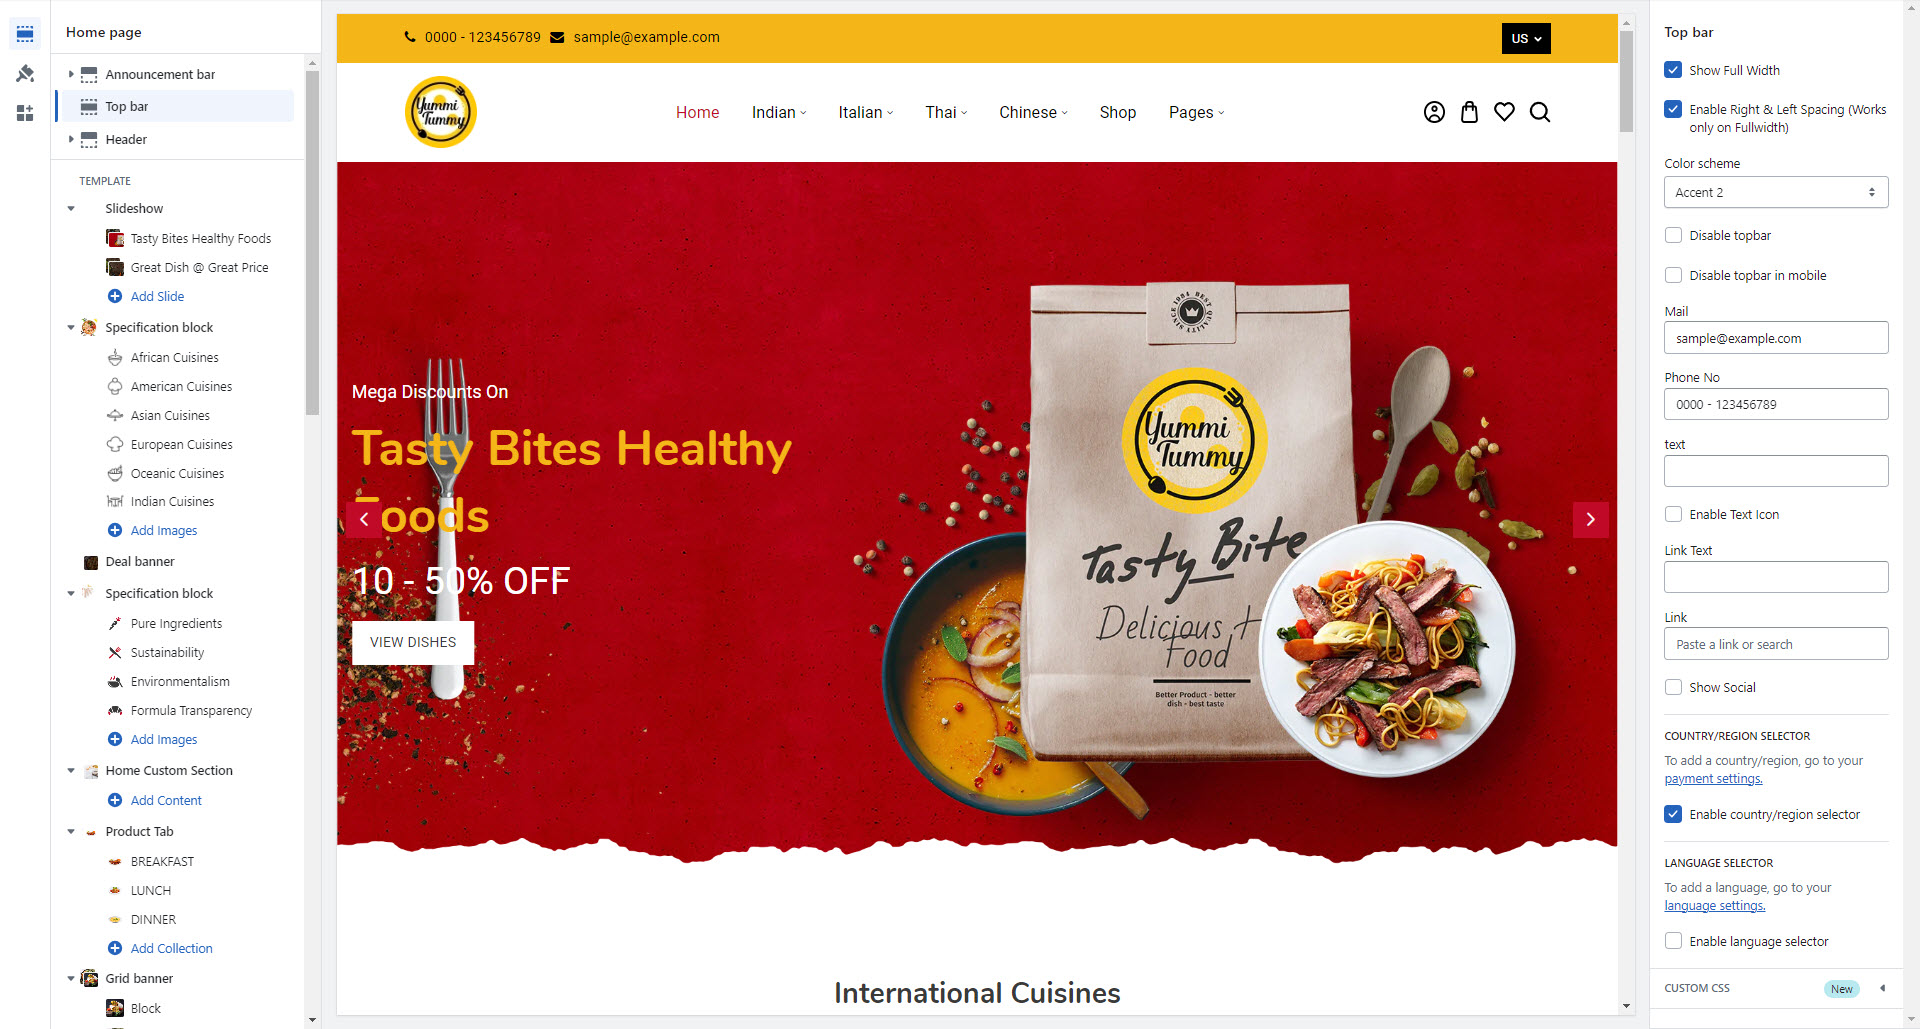 Home page
Announcement bar
Top bar
Header
TEMPLATE
Slideshow
Tasty Bites Healthy Foods
Great Dish @ Great Price
Add Slide
Specification block
African Cuisines
American Cuisines
Asian Cuisines
European Cuisines
Oceanic Cuisines
Indian Cuisines
Add Images
Deal banner
Specification block
Pure Ingredients
Sustainability
Environmentalism
Formula Transparency
Add Images
Home Custom Section
Add Content
Product Tab
BREAKFAST
LUNCH
DINNER
Add Collection
Grid banner
Block
0000 - 123456789 sample@example.com
US
Yummi
Tummy
Home Indian Italian Thai Chinese Shop Pages
Mega Discounts On
Tasty Bites Healthy
Foods
10 - 50% OFF
VIEW DISHES
SINCE 1984 BEST QUALITY
Yummi
Tummy
Tasty Bite
Delicious +
Food
Better Product - better
dish - best taste
International Cuisines
Top bar
Show Full Width
Enable Right & Left Spacing (Works
only on Fullwidth)
Color scheme
Accent 2
Disable topbar
Disable topbar in mobile
Mail
sample@example.com
Phone No
0000 - 123456789
text
Enable Text Icon
Link Text
Link
Paste a link or search
Show Social
COUNTRY/REGION SELECTOR
To add a country/region, go to your
payment settings.
Enable country/region selector
LANGUAGE SELECTOR
To add a language, go to your
language settings.
Enable language selector
CUSTOM CSS New